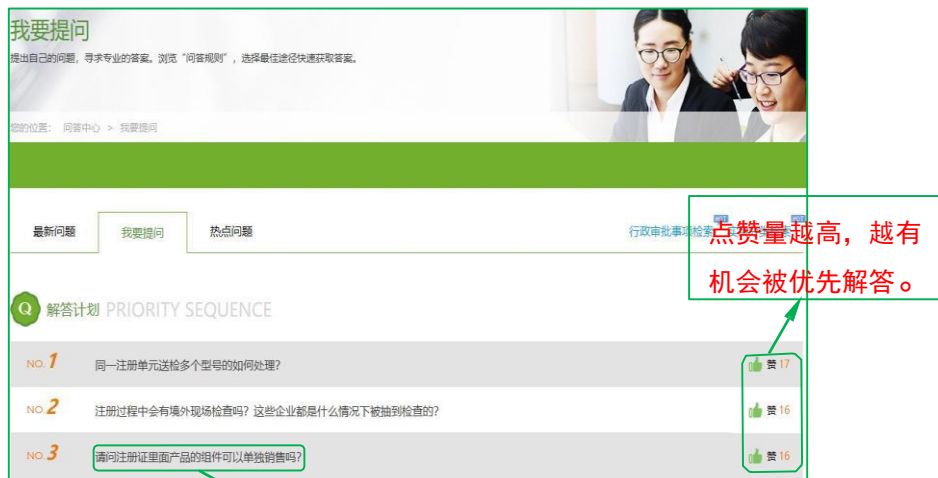 我要提问
提出自己的问题，寻求专业的答案。浏览“问答规则”，选择最佳途径快速获取答案。
您的位置： 问答中心 > 我要提问
最新问题 我要提问 热点问题 行政审批事项检索
点赞量越高，越有
机会被优先解答。
Q 解答计划 PRIORITY SEQUENCE
NO.1 同一注册单元送检多个型号的如何处理？ 赞 17
NO.2 注册过程中会有境外现场检查吗？这些企业都是什么情况下被抽到检查的？ 赞 16
NO.3 请问注册证里面产品的组件可以单独销售吗？ 赞 16